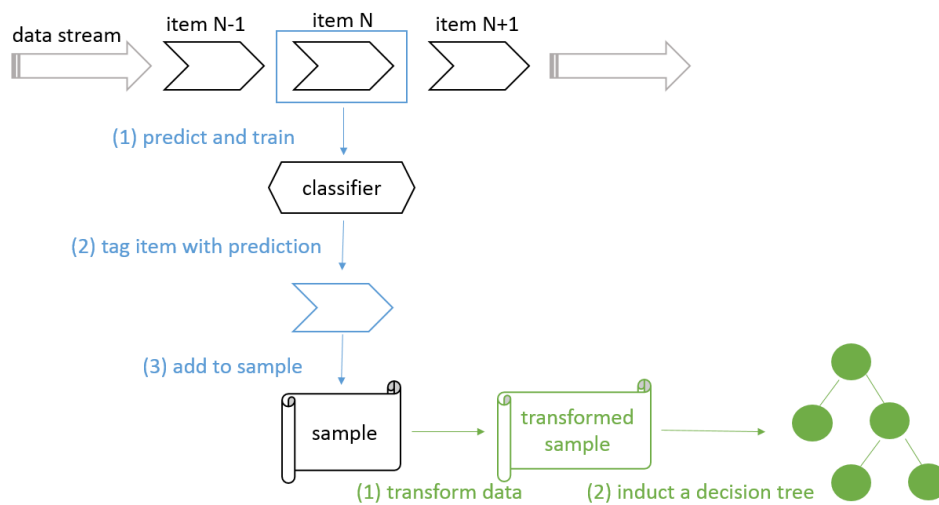 data stream
item N-1
item N
item N+1
(1) predict and train
classifier
(2) tag item with prediction
(3) add to sample
sample
transformed
sample
(1) transform data
(2) induct a decision tree